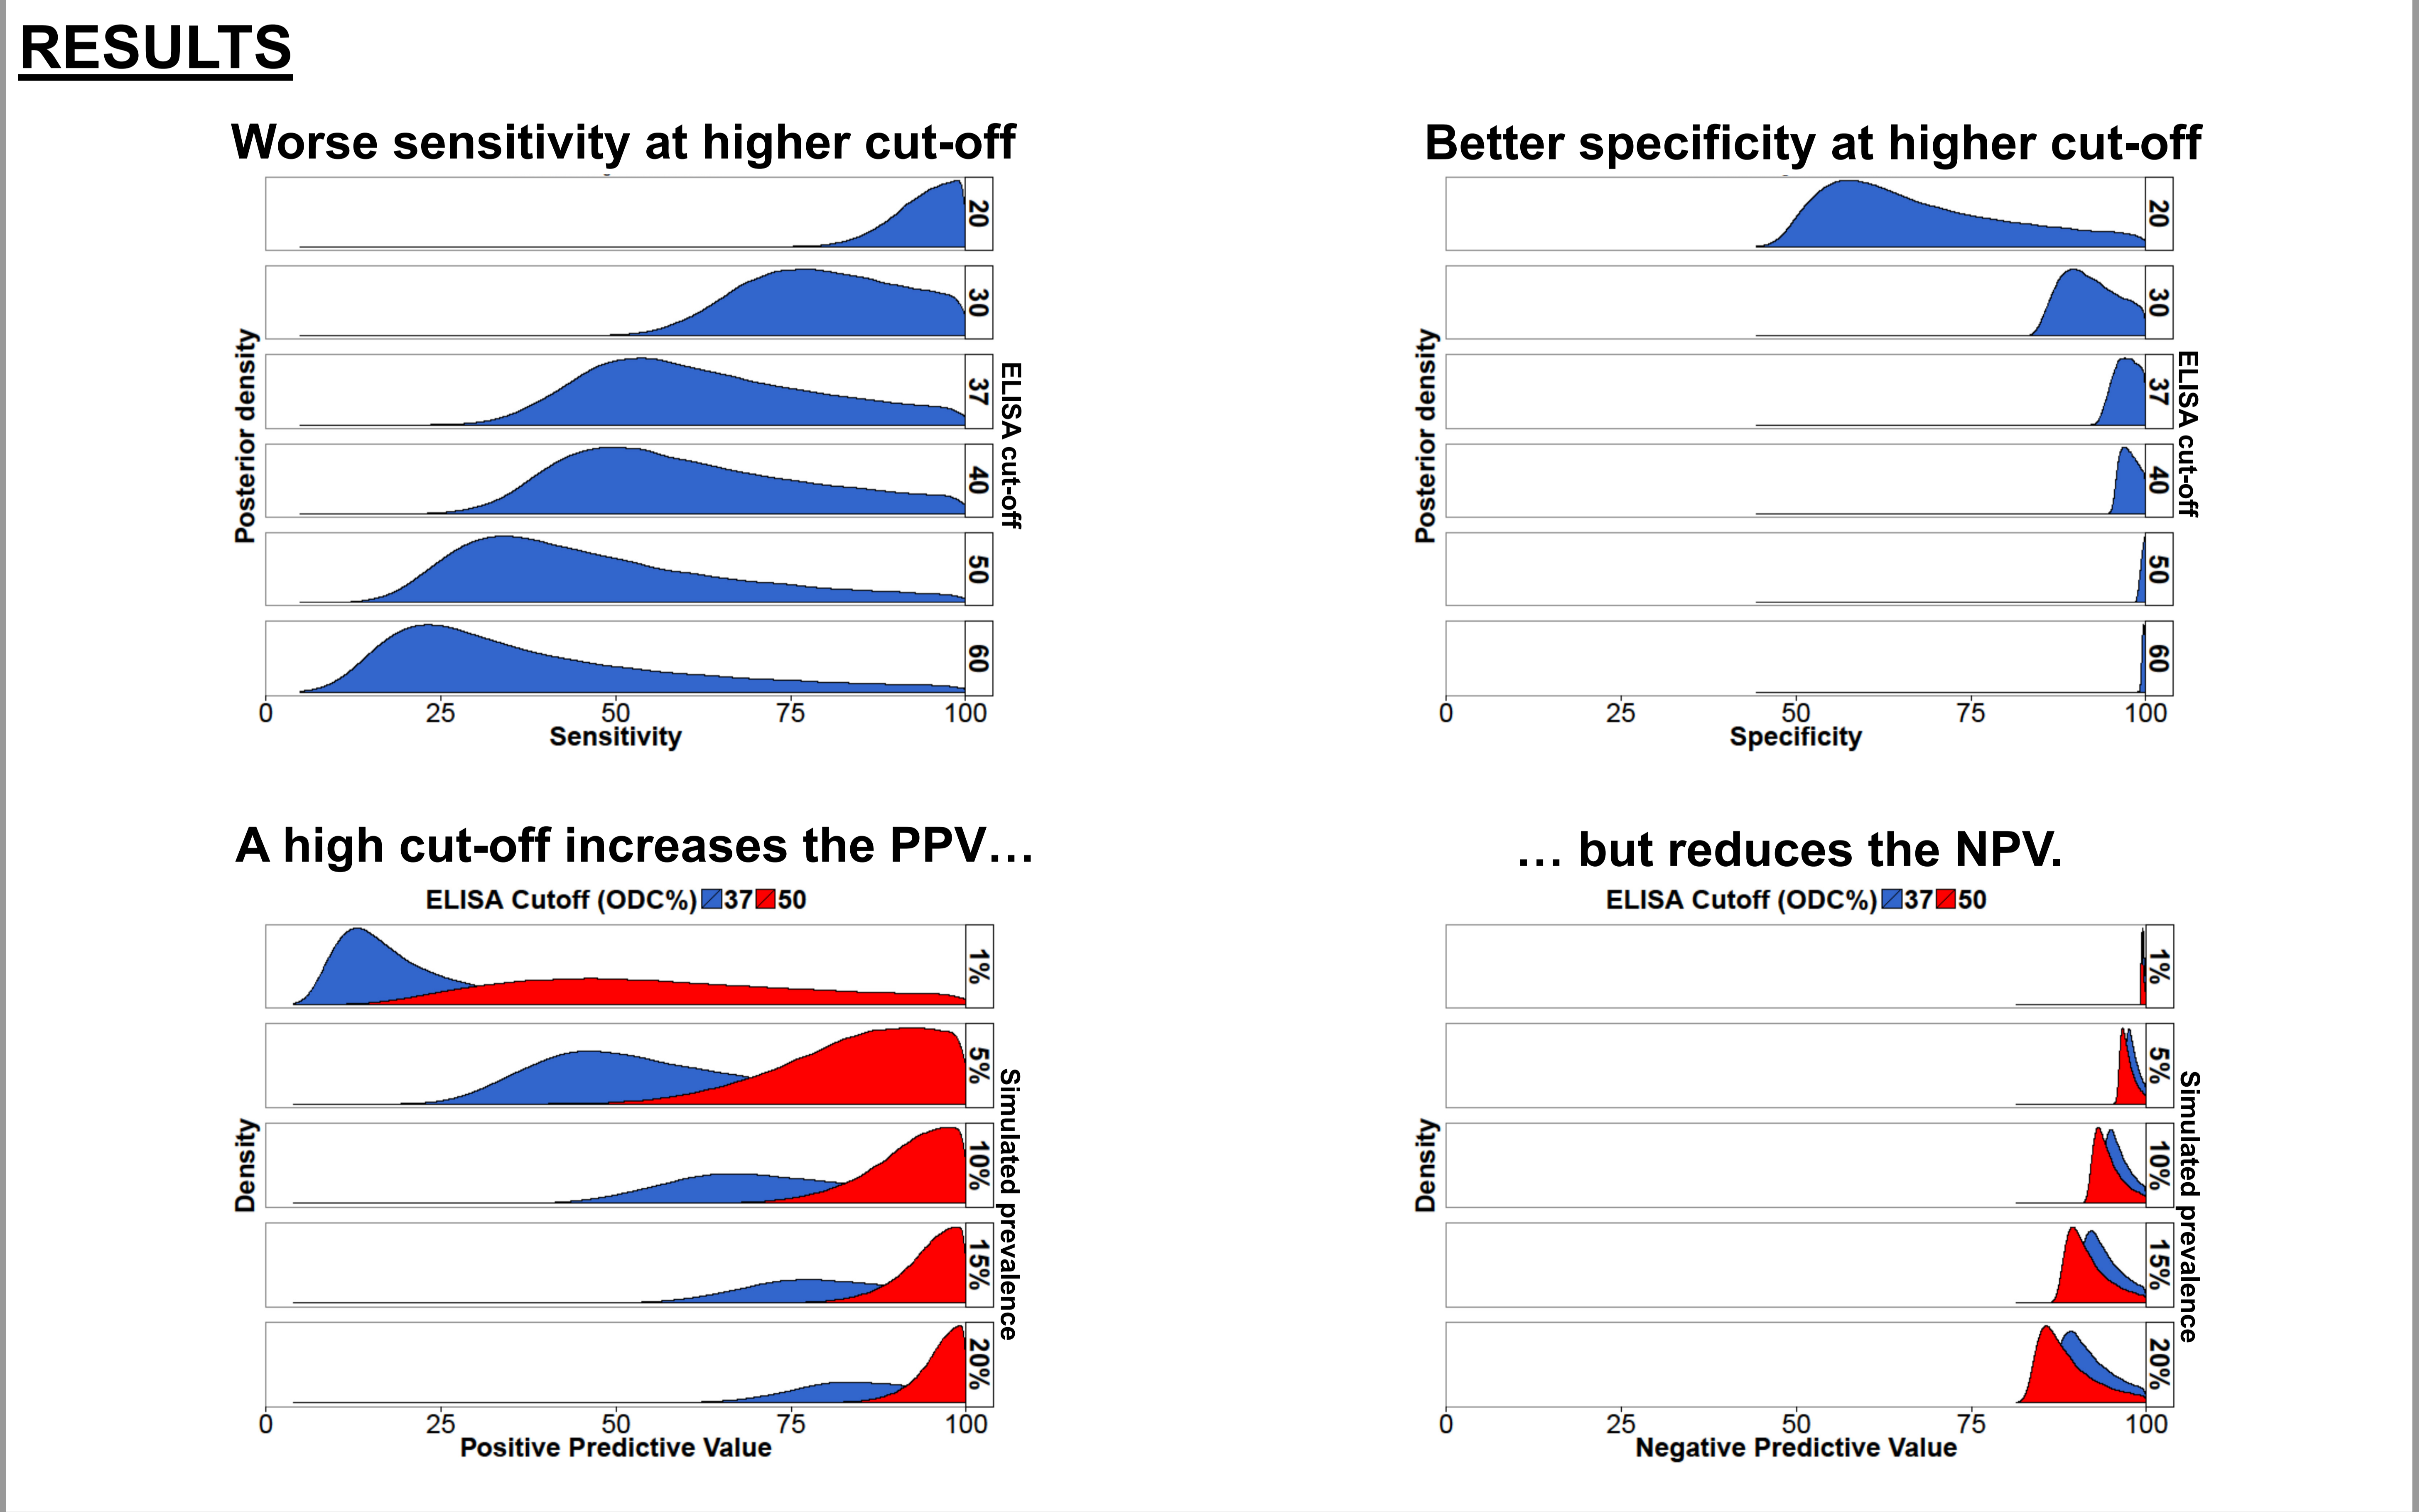 RESULTS
Worse sensitivity at higher cut-off
20
30
37
40
50
60
Posterior density
ELISA cut-off
0 25 50 75 100
Sensitivity
Better specificity at higher cut-off
20
30
37
40
50
60
Posterior density
ELISA cut-off
0 25 50 75 100
Specificity
A high cut-off increases the PPV…
ELISA Cutoff (ODC%) 37 50
1%
5%
10%
15%
20%
Density
Simulated prevalence
0 25 50 75 100
Positive Predictive Value
… but reduces the NPV.
ELISA Cutoff (ODC%) 37 50
1%
5%
10%
15%
20%
Density
Simulated prevalence
0 25 50 75 100
Negative Predictive Value